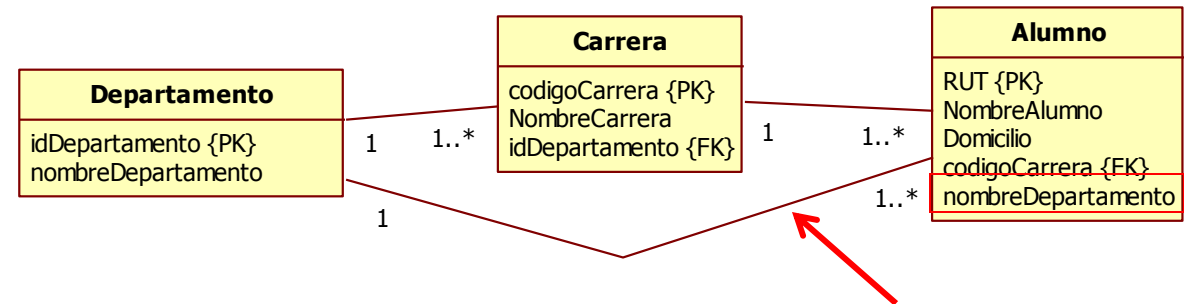 Departamento
idDepartamento {PK}
nombreDepartamento
1
1..*
Carrera
codigoCarrera {PK}
NombreCarrera
idDepartamento {FK}
1
1..*
Alumno
RUT {PK}
NombreAlumno
Domicilio
codigoCarrera {FK}
nombreDepartamento
1
1..*